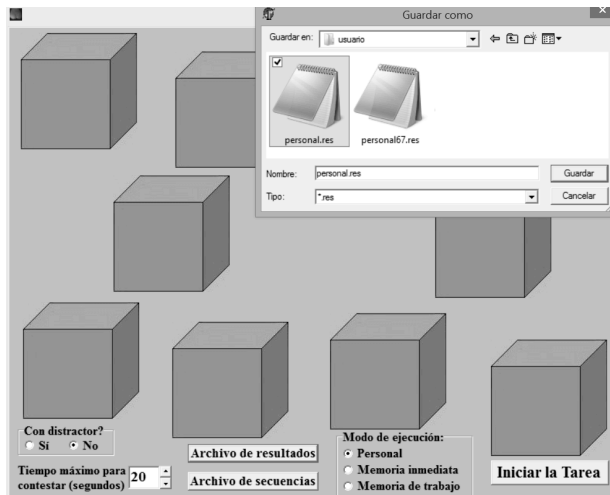 Guardar como
Guardar en:
usuario
personal.res
personal67.res
Nombre:
personal.res
Guardar
Tipo:
*.res
Cancelar
Con distractor?
Sí
No
Tiempo máximo para
contestar (segundos)
20
Archivo de resultados
Archivo de secuencias
Modo de ejecución:
Personal
Memoria inmediata
Memoria de trabajo
Iniciar la Tarea